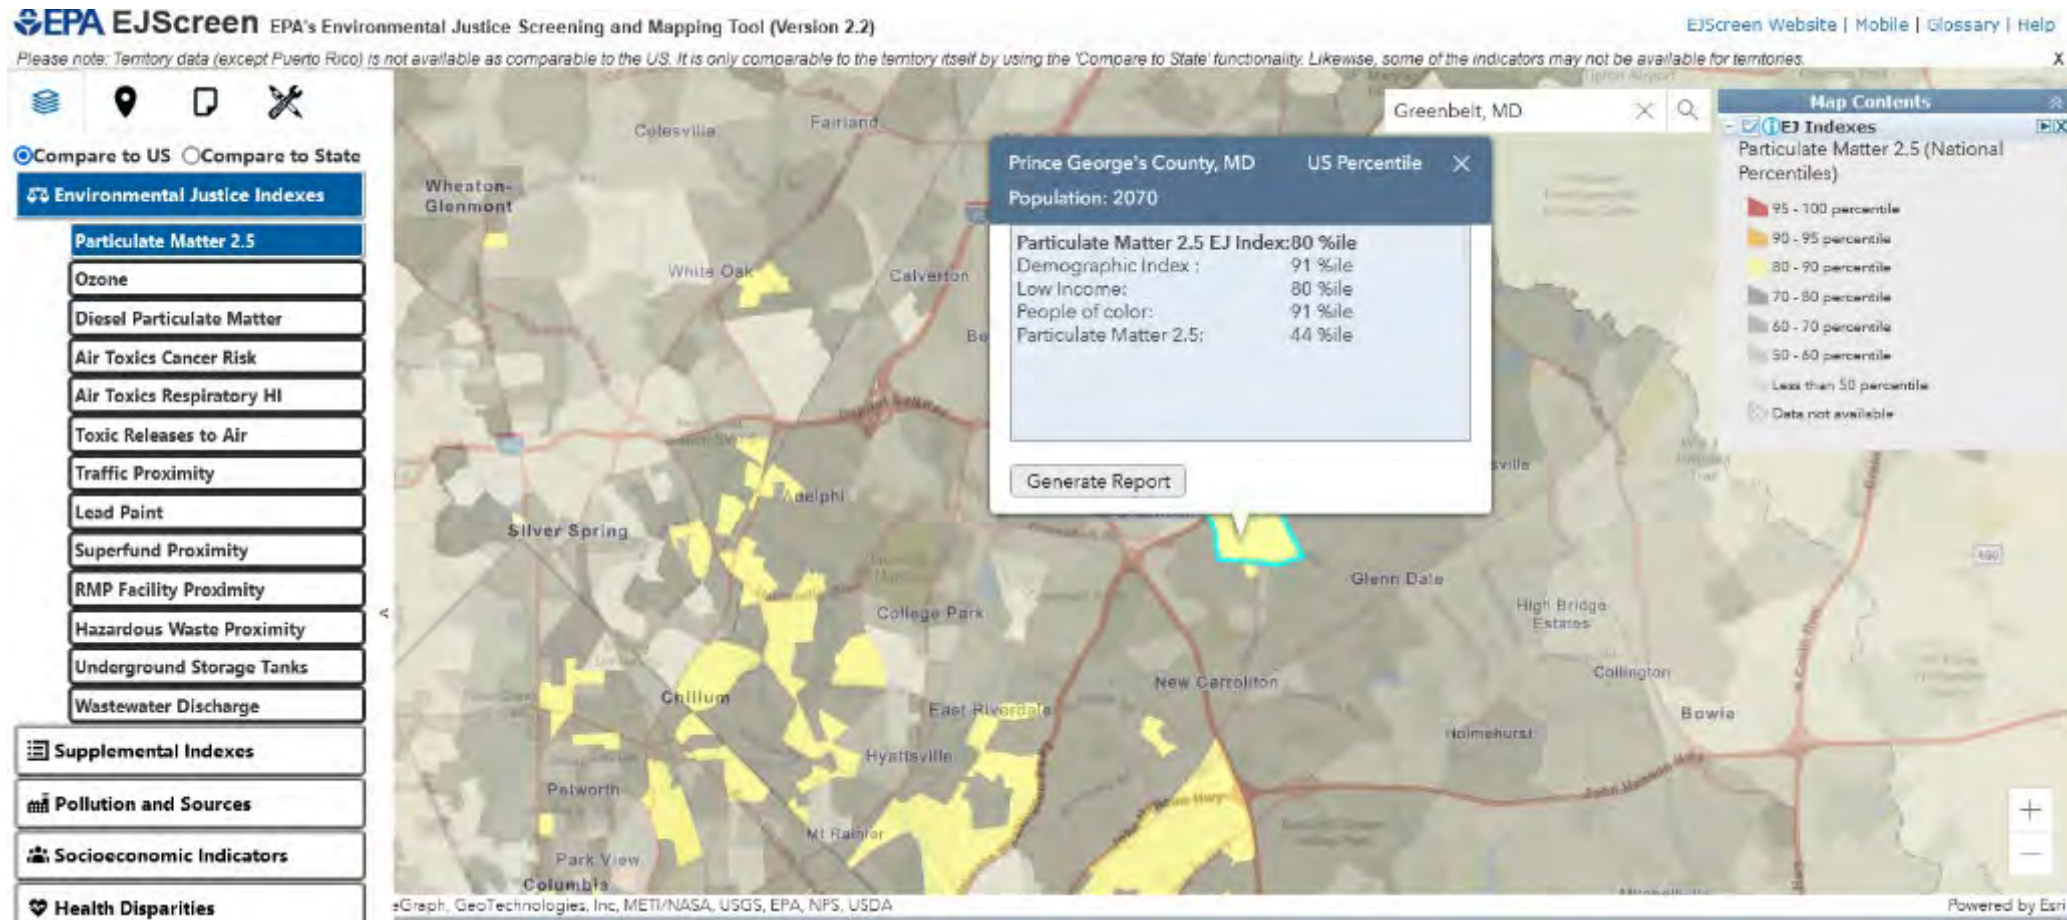 EPA EJScreen EPA's Environmental Justice Screening and Mapping Tool (Version 2.2)
EJScreen Website | Mobile | Glossary | Help
Please note: Territory data (except Puerto Rico) is not available as comparable to the US. It is only comparable to the territory itself by using the 'Compare to State' functionality. Likewise, some of the indicators may not be available for territories.
X
Compare to US Compare to State
Environmental Justice Indexes
Particulate Matter 2.5
Ozone
Diesel Particulate Matter
Air Toxics Cancer Risk
Air Toxics Respiratory HI
Toxic Releases to Air
Traffic Proximity
Lead Paint
Superfund Proximity
RMP Facility Proximity
Hazardous Waste Proximity
Underground Storage Tanks
Wastewater Discharge
Supplemental Indexes
Pollution and Sources
Socioeconomic Indicators
Health Disparities
<
Greenbelt, MD
Prince George's County, MD US Percentile
Population: 2070
Particulate Matter 2.5 EJ Index:80 %ile
Demographic Index : 91 %ile
Low Income: 80 %ile
People of color: 91 %ile
Particulate Matter 2.5: 44 %ile
Generate Report
Map Contents
EJ Indexes
Particulate Matter 2.5 (National
Percentiles)
95 - 100 percentile
90 - 95 percentile
80 - 90 percentile
70 - 80 percentile
60 - 70 percentile
50 - 60 percentile
Less than 50 percentile
Data not available
Colesville
Fairland
Wheaton-
Glenmont
White Oak
Calverton
Adelphi
Silver Spring
College Park
Glenn Dale
High Bridge
Estates
450
Collington
New Carrollton
Chillum
East Riverdale
Bowie
Holmehurst
Hyattsville
Petworth
Mt Rainier
Park View
Columbia
+
−
eGraph, GeoTechnologies, Inc, METI/NASA, USGS, EPA, NPS, USDA
Powered by Esri